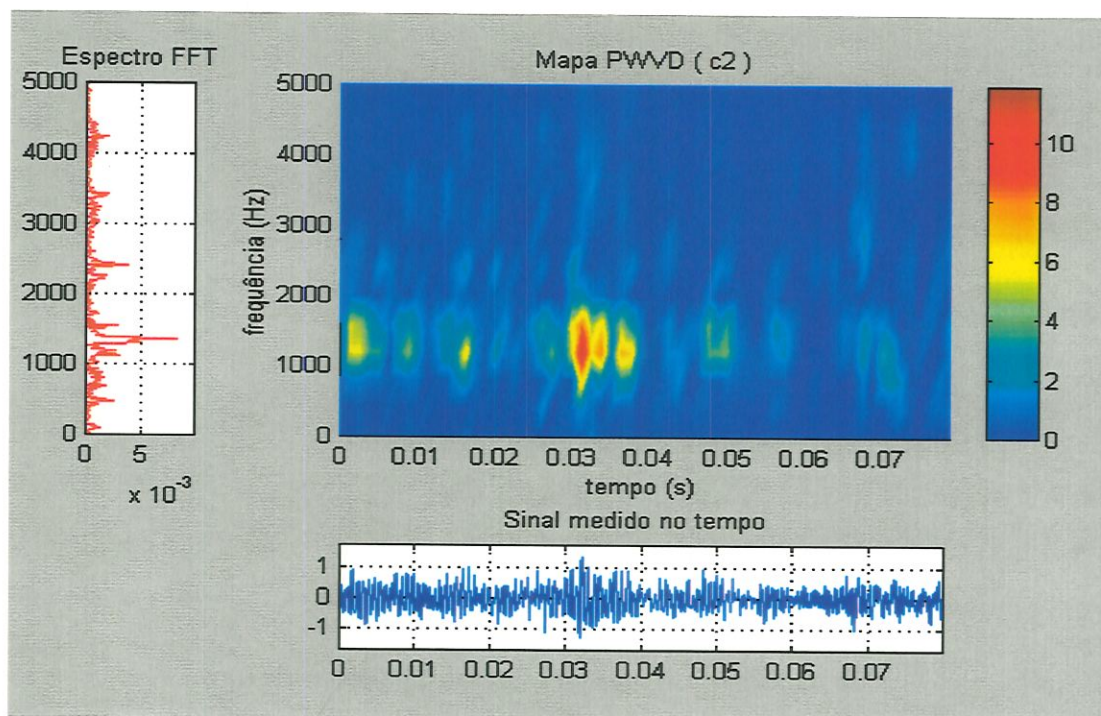 Espectro FFT
5000
4000
3000
2000
1000
0
0 5
x 10-3
Mapa PWVD ( c2 )
5000
4000
3000
2000
1000
0
frequência (Hz)
0 0.01 0.02 0.03 0.04 0.05 0.06 0.07
tempo (s)
10
8
6
4
2
0
Sinal medido no tempo
1
0
-1
0 0.01 0.02 0.03 0.04 0.05 0.06 0.07